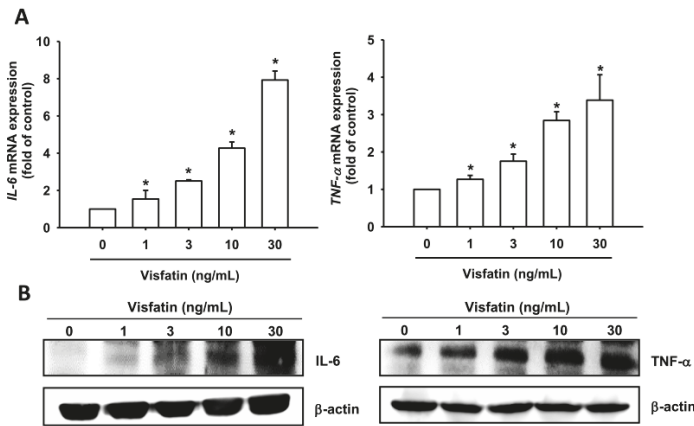 A
IL-6 mRNA expression
(fold of control)
10
8
6
4
2
0
*
*
*
*
0 1 3 10 30
Visfatin (ng/mL)
TNF-α mRNA expression
(fold of control)
5
4
3
2
1
0
*
*
*
*
0 1 3 10 30
Visfatin (ng/mL)
B
Visfatin (ng/mL)
0 1 3 10 30
IL-6
β-actin
Visfatin (ng/mL)
0 1 3 10 30
TNF-α
β-actin